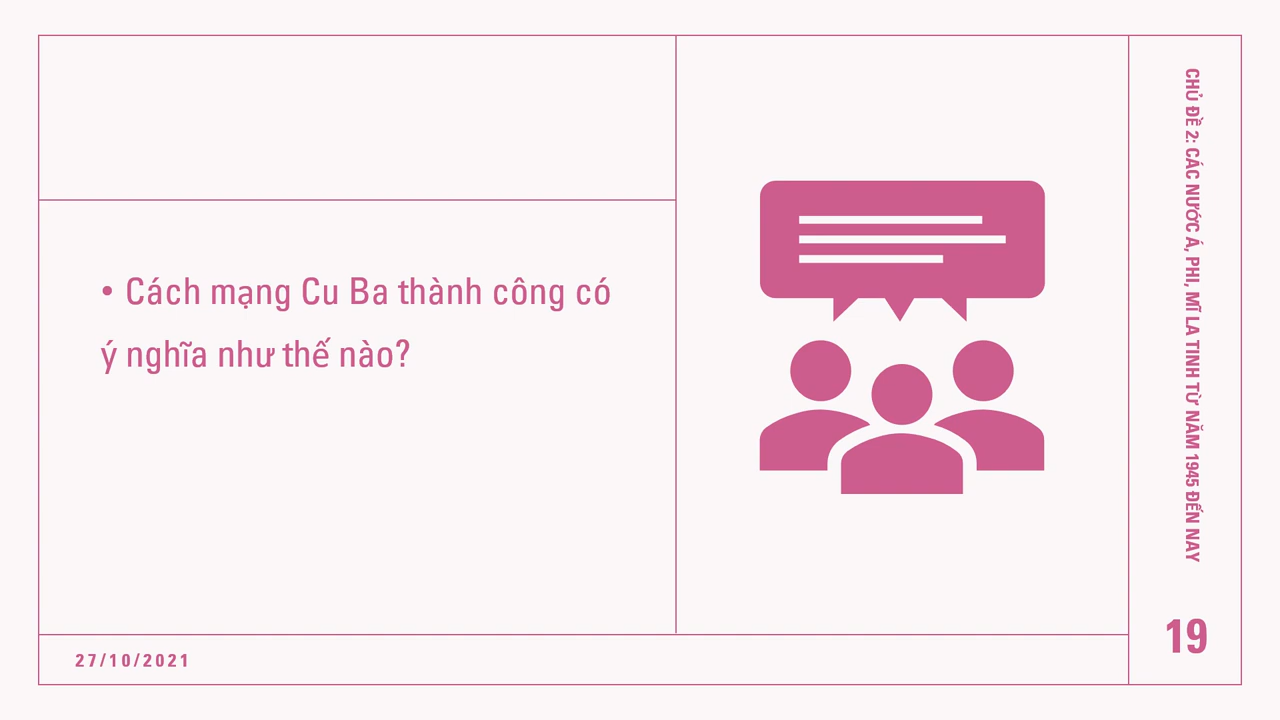 • Cách mạng Cu Ba thành công có
ý nghĩa như thế nào?
27/10/2021
CHỦ ĐỀ 2: CÁC NƯỚC Á, PHI, MĨ LA TINH TỪ NĂM 1945 ĐẾN NAY
19